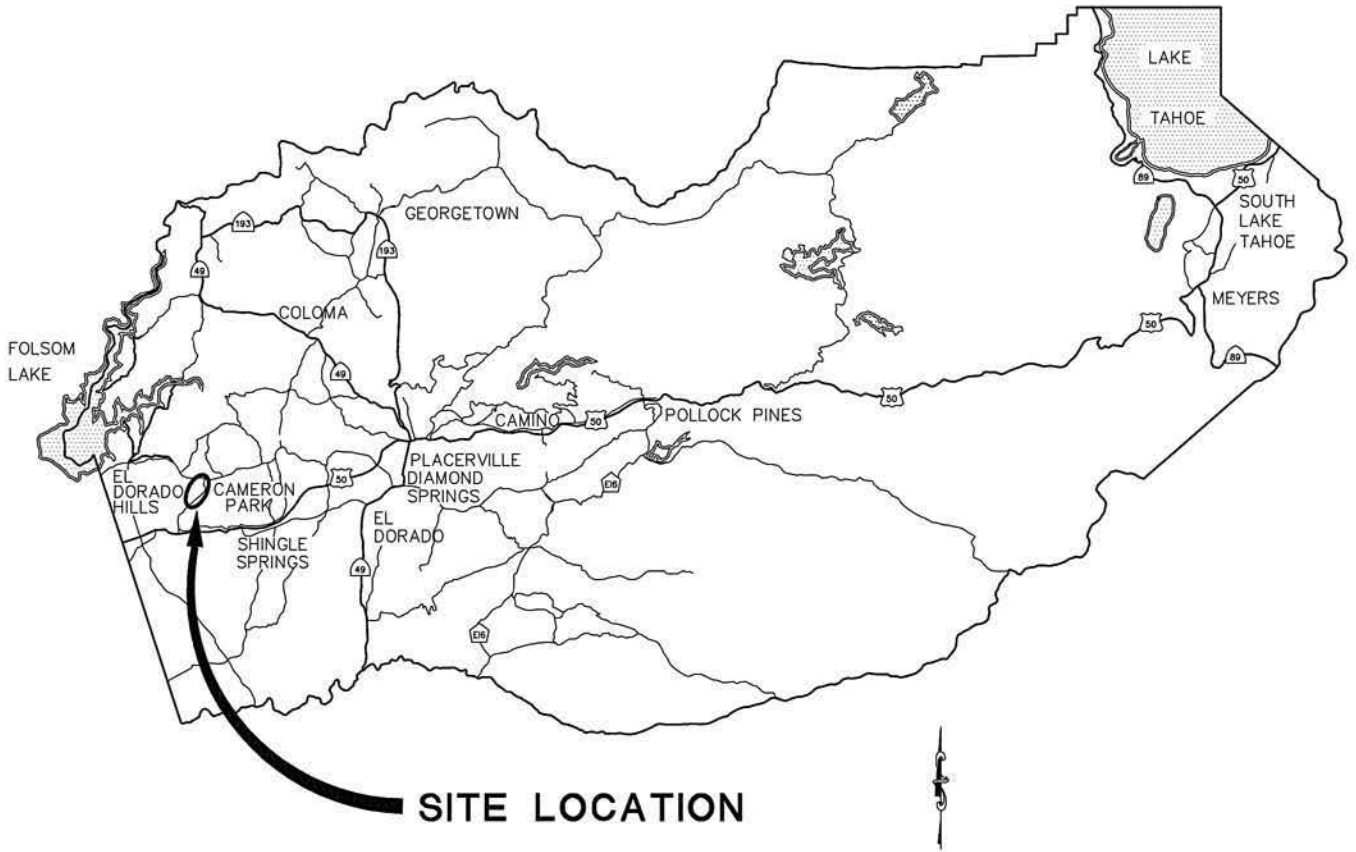 LAKE
TAHOE
89
50
SOUTH
LAKE
TAHOE
MEYERS
50
89
193
GEORGETOWN
193
49
COLOMA
FOLSOM
LAKE
49
50
CAMINO
50
POLLOCK PINES
EL
DORADO
HILLS
CAMERON
PARK
50
PLACERVILLE
DIAMOND
SPRINGS
E16
EL
DORADO
SHINGLE
SPRINGS
49
E16
SITE LOCATION